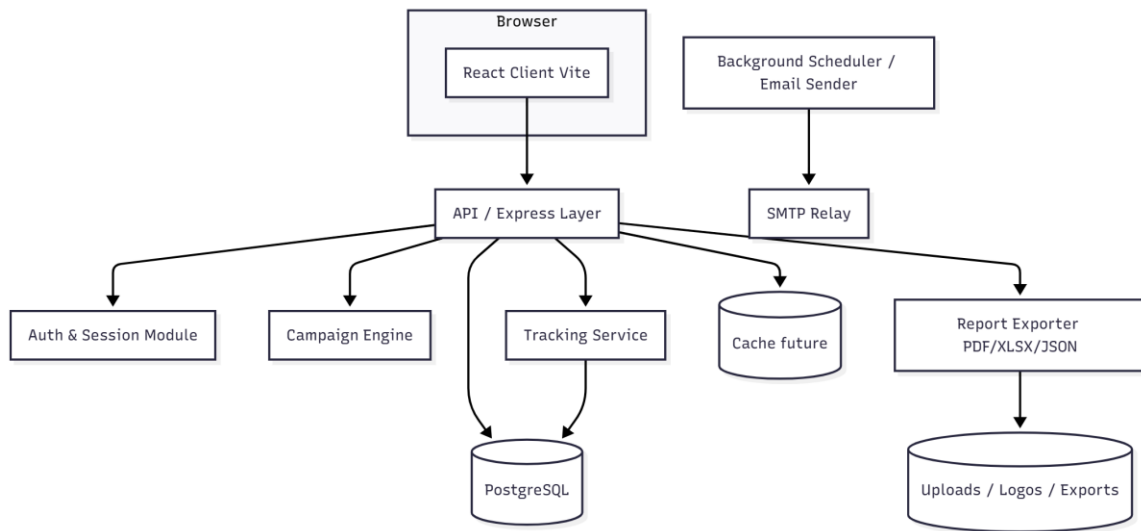 Browser
React Client Vite
Background Scheduler /
Email Sender
API / Express Layer
SMTP Relay
Auth & Session Module
Campaign Engine
Tracking Service
Cache future
Report Exporter
PDF/XLSX/JSON
PostgreSQL
Uploads / Logos / Exports